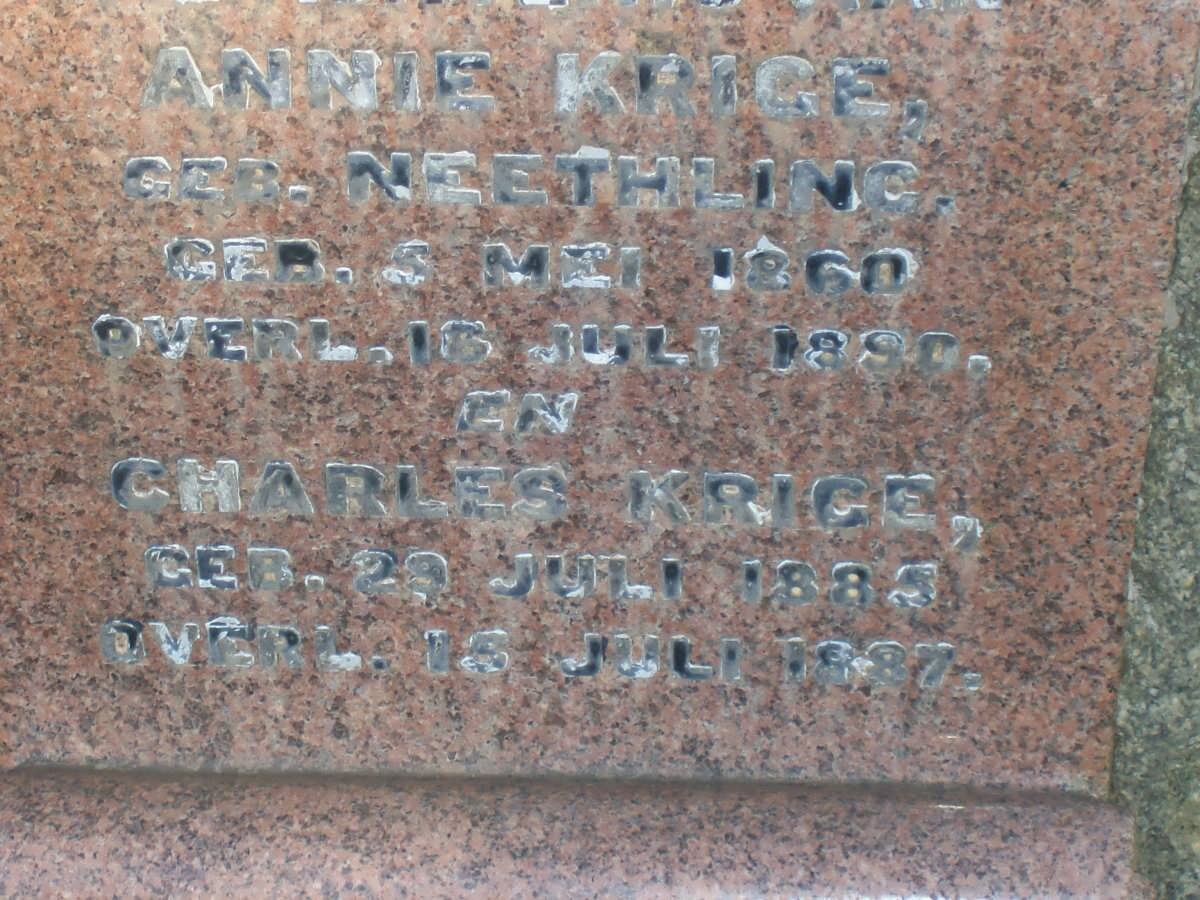 ANNIE KRIGE,
GEB. NEETHLING.
GEB. 5 MEI 1860
OVERL. 16 JULI 1890.
EN
CHARLES KRIGE,
GEB. 29 JULI 1885
OVERL. 15 JULI 1887.